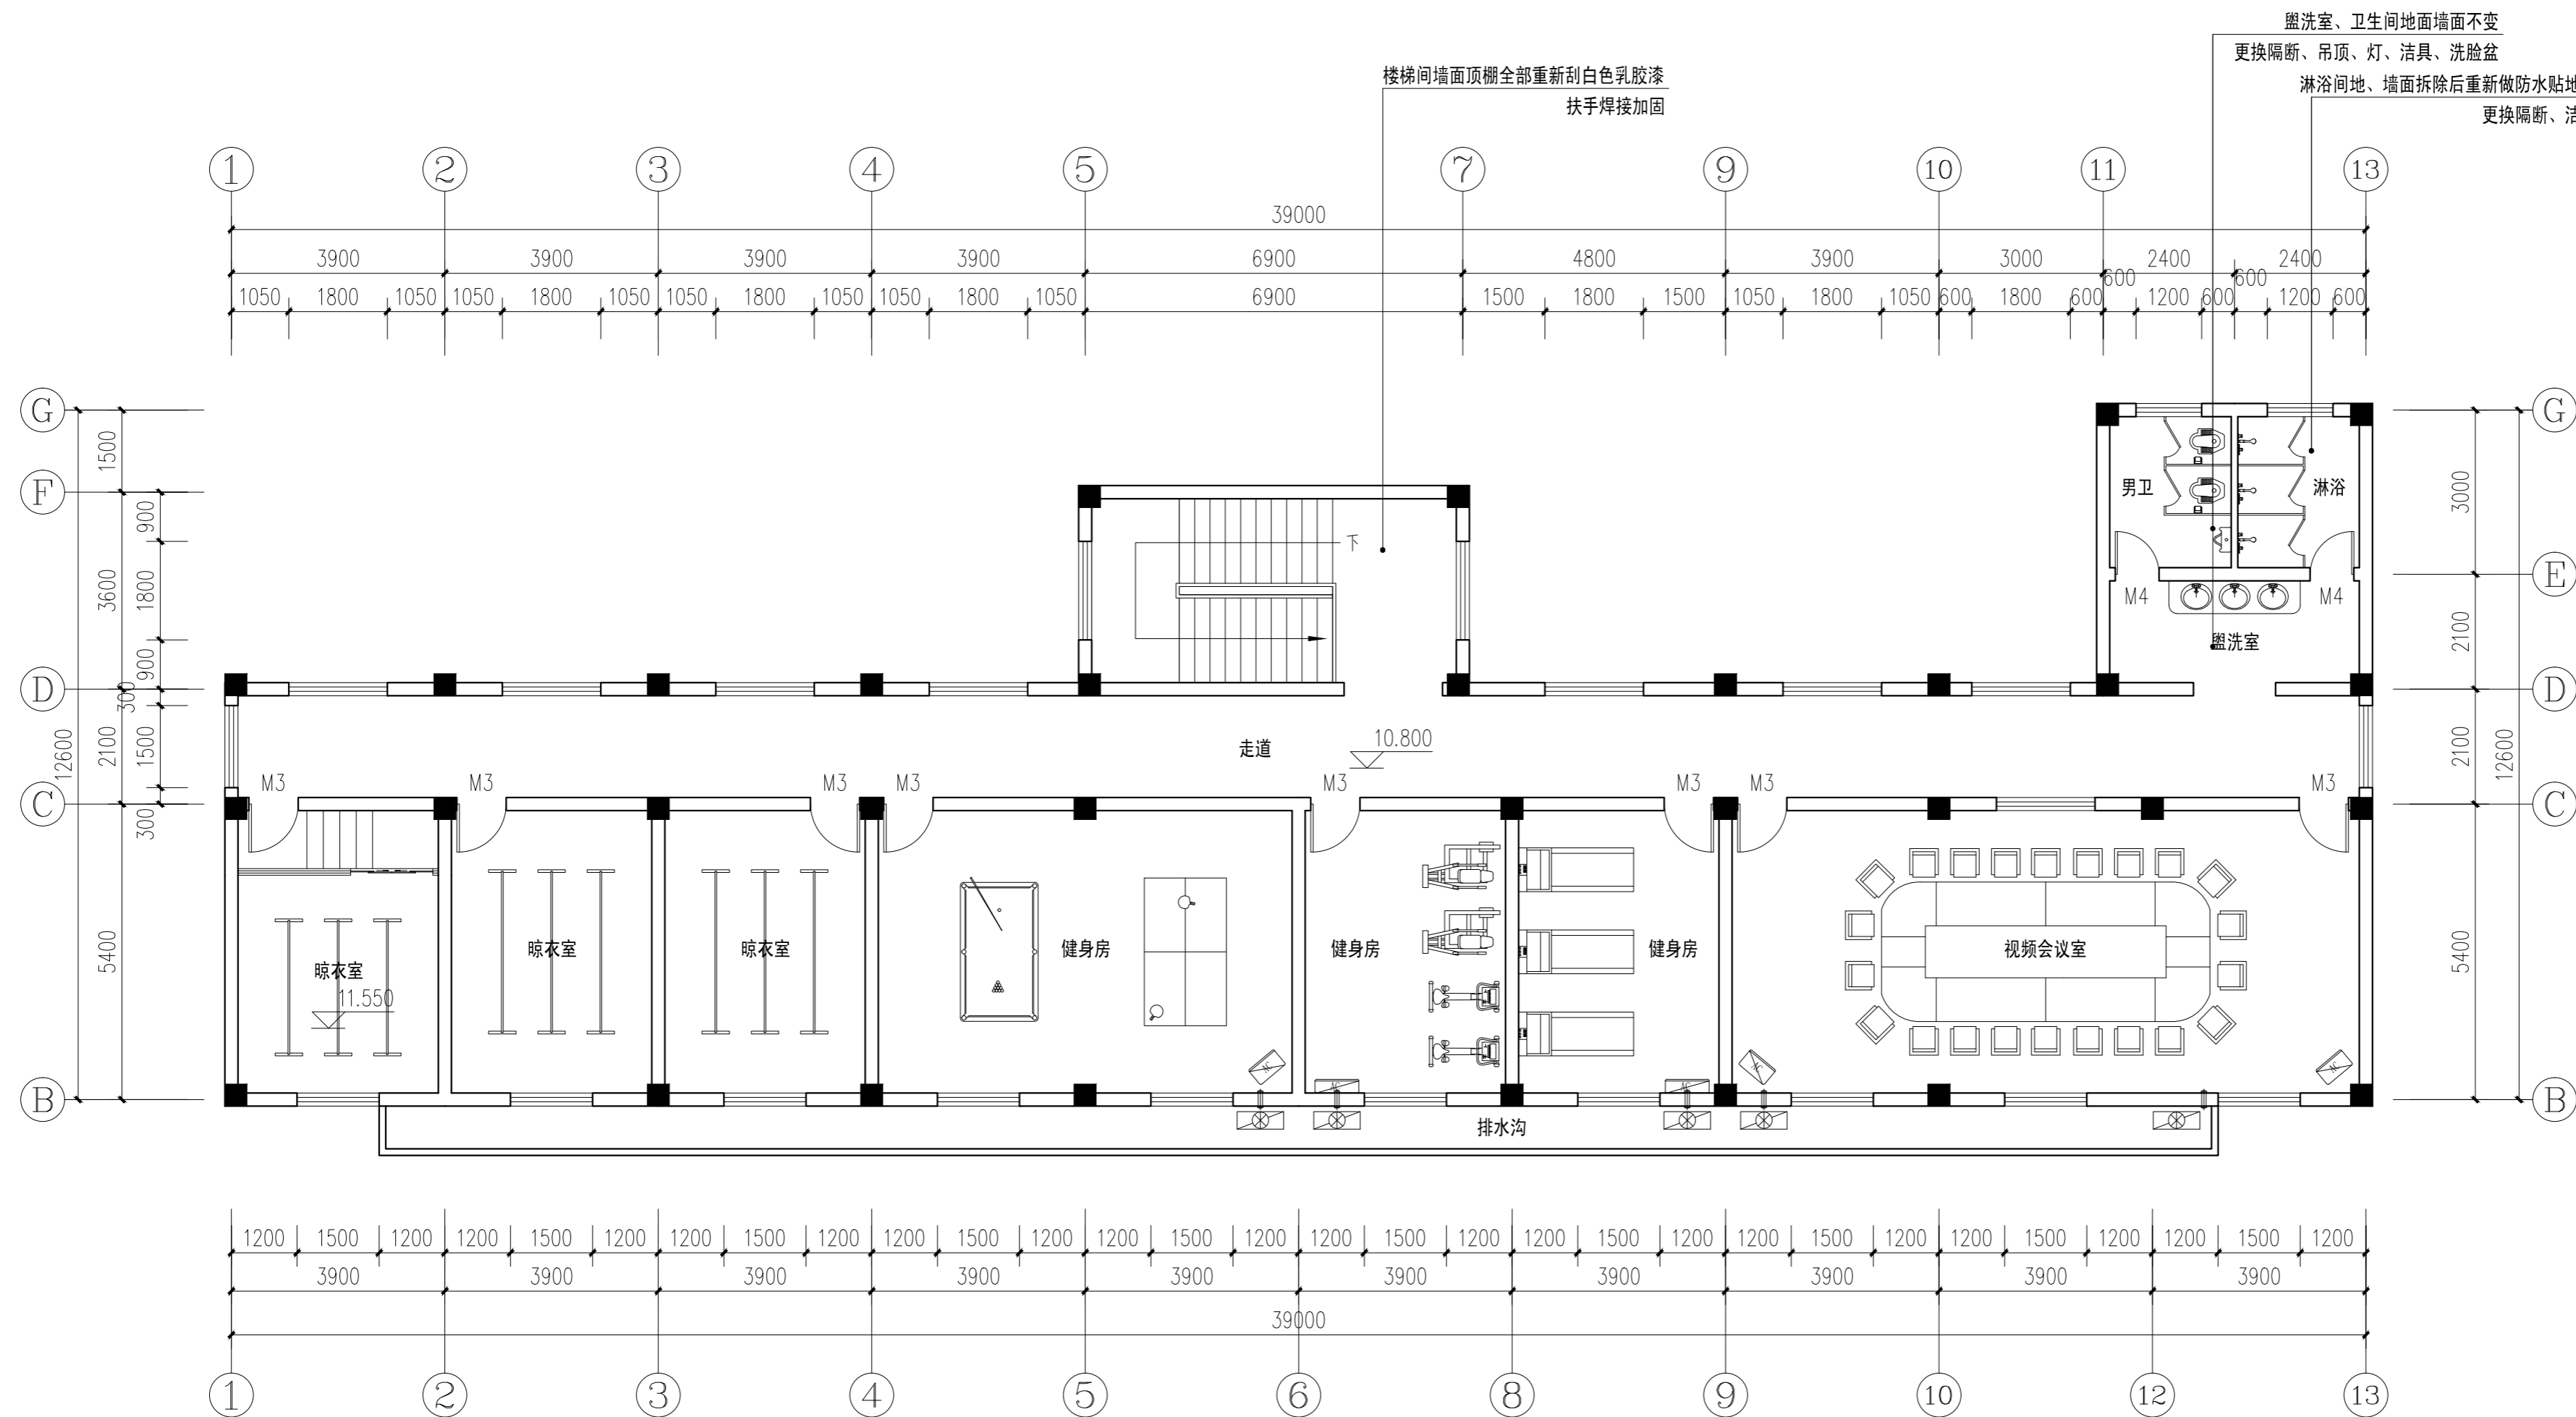 盥洗室、卫生间地面墙面不变
更换隔断、吊顶、灯、洁具、洗脸盆
淋浴间地、墙面拆除后重新做防水贴地
更换隔断、洁
楼梯间墙面顶棚全部重新刮白色乳胶漆
扶手焊接加固
1 2 3 4 5 7 9 10 11 13
39000
3900 3900 3900 3900 6900 4800 3900 3000 2400 2400
600 600
1050 1800 1050 1050 1800 1050 1050 1800 1050 1050 1800 1050 6900 1500 1800 1500 1050 1800 1050 600 1800 600 1200 600 1200 600
G G
1500
F
900
3000
男卫 淋浴
下
3600 1800
E
M4 M4
900
2100
盥洗室
D D
300
12600 2100 1500
走道 10.800
2100 12600
M3 M3 M3 M3 M3 M3 M3 M3
C C
300
5400 5400
晾衣室 晾衣室 晾衣室 健身房 健身房 健身房 视频会议室
11.550
AC AC AC AC AC
B B
排水沟
1200 1500 1200 1200 1500 1200 1200 1500 1200 1200 1500 1200 1200 1500 1200 1200 1500 1200 1200 1500 1200 1200 1500 1200 1200 1500 1200 1200 1500 1200
3900 3900 3900 3900 3900 3900 3900 3900 3900 3900
39000
1 2 3 4 5 6 8 9 10 12 13